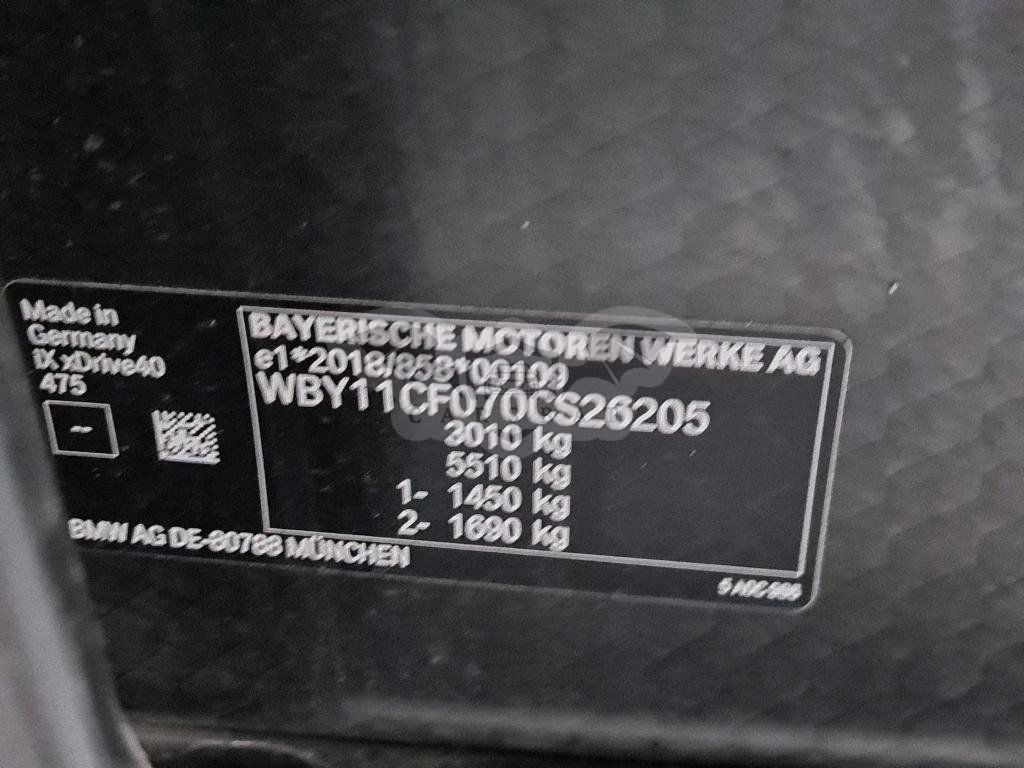 Made in
Germany
iX xDrive40
475
~
BAYERISCHE MOTOREN WERKE AG
e1*2018/858*00109
WBY11CF070CS26205
3010 kg
5510 kg
1- 1450 kg
2- 1690 kg
BMW AG DE-80788 MÜNCHEN